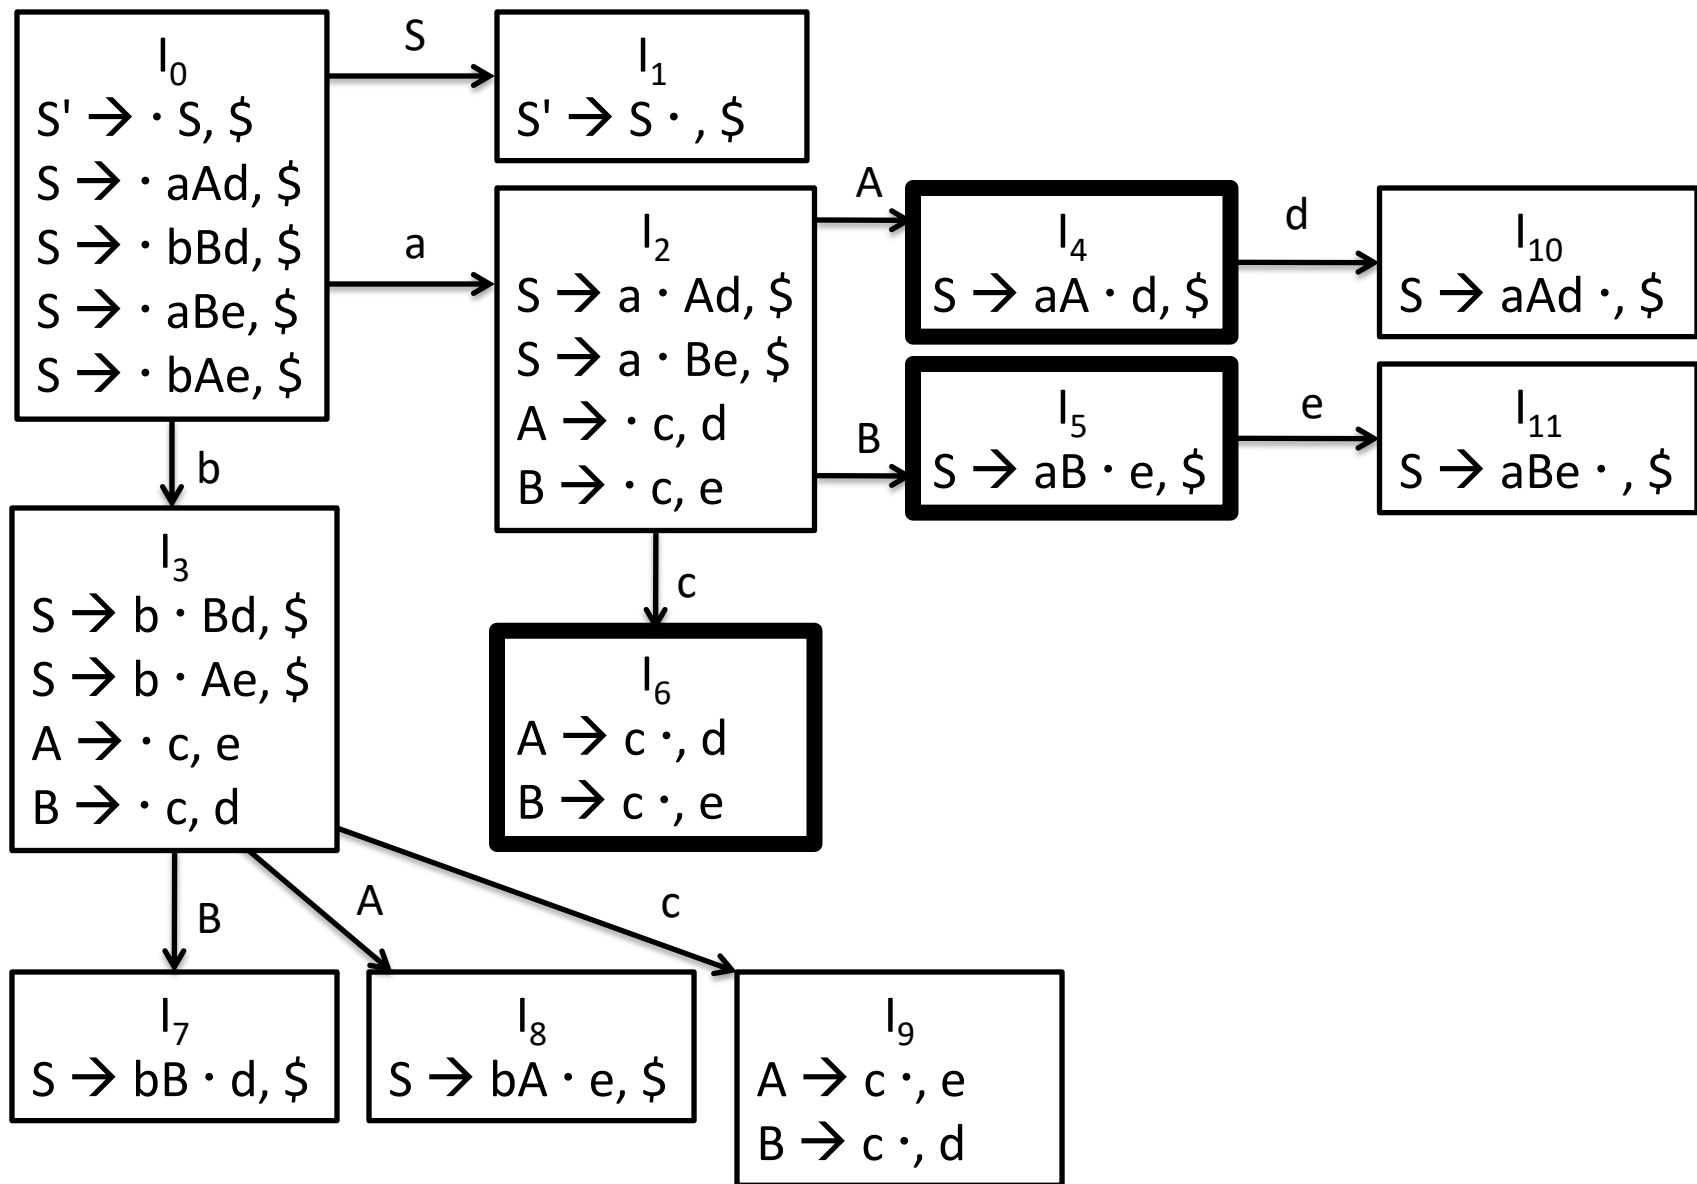 I0
S' → · S, $
S → · aAd, $
S → · bBd, $
S → · aBe, $
S → · bAe, $
S
I1
S' → S · , $
a
I2
S → a · Ad, $
S → a · Be, $
A → · c, d
B → · c, e
A
I4
S → aA · d, $
d
I10
S → aAd ·, $
B
I5
S → aB · e, $
e
I11
S → aBe · , $
b
I3
S → b · Bd, $
S → b · Ae, $
A → · c, e
B → · c, d
c
I6
A → c ·, d
B → c ·, e
B
A
c
I7
S → bB · d, $
I8
S → bA · e, $
I9
A → c ·, e
B → c ·, d